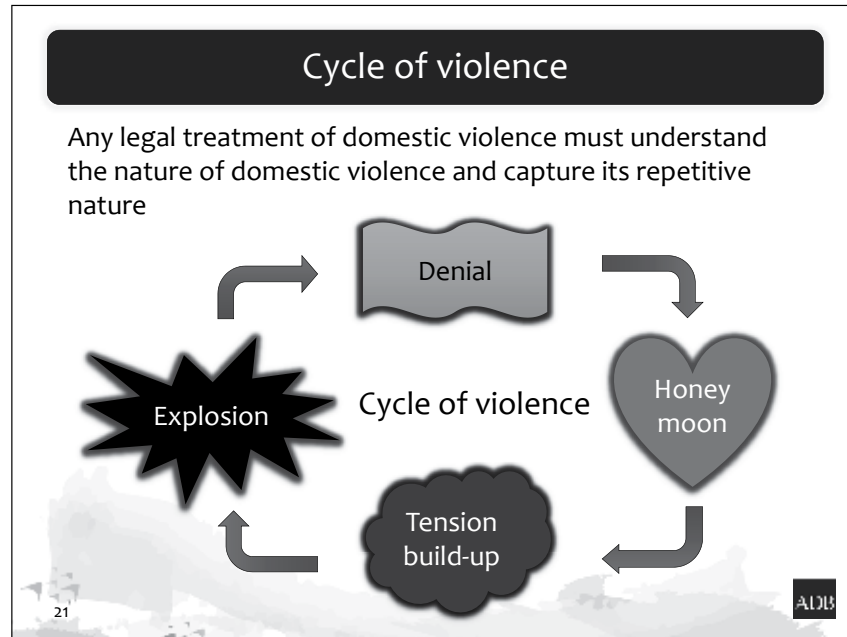 Cycle of violence
Any legal treatment of domestic violence must understand
the nature of domestic violence and capture its repetitive
nature
Denial
Honey
moon
Explosion
Cycle of violence
Tension
build-up
21
ADB